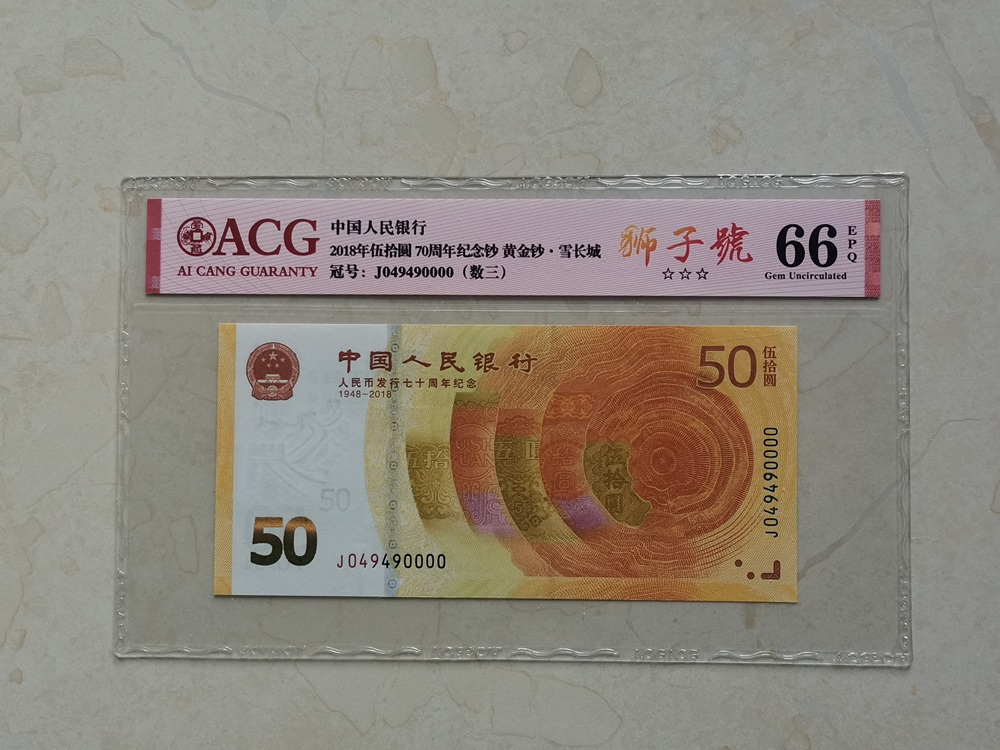 ACG
AI CANG GUARANTY
中国人民银行
2018年伍拾圆 70周年纪念钞 黄金钞·雪长城
冠号：J049490000（数三）
狮子號
☆☆☆
66
EPQ
Gem Uncirculated
中国人民银行
人民币发行七十周年纪念
1948-2018
50
伍拾圆
伍拾圆
50
50
J049490000
J049490000